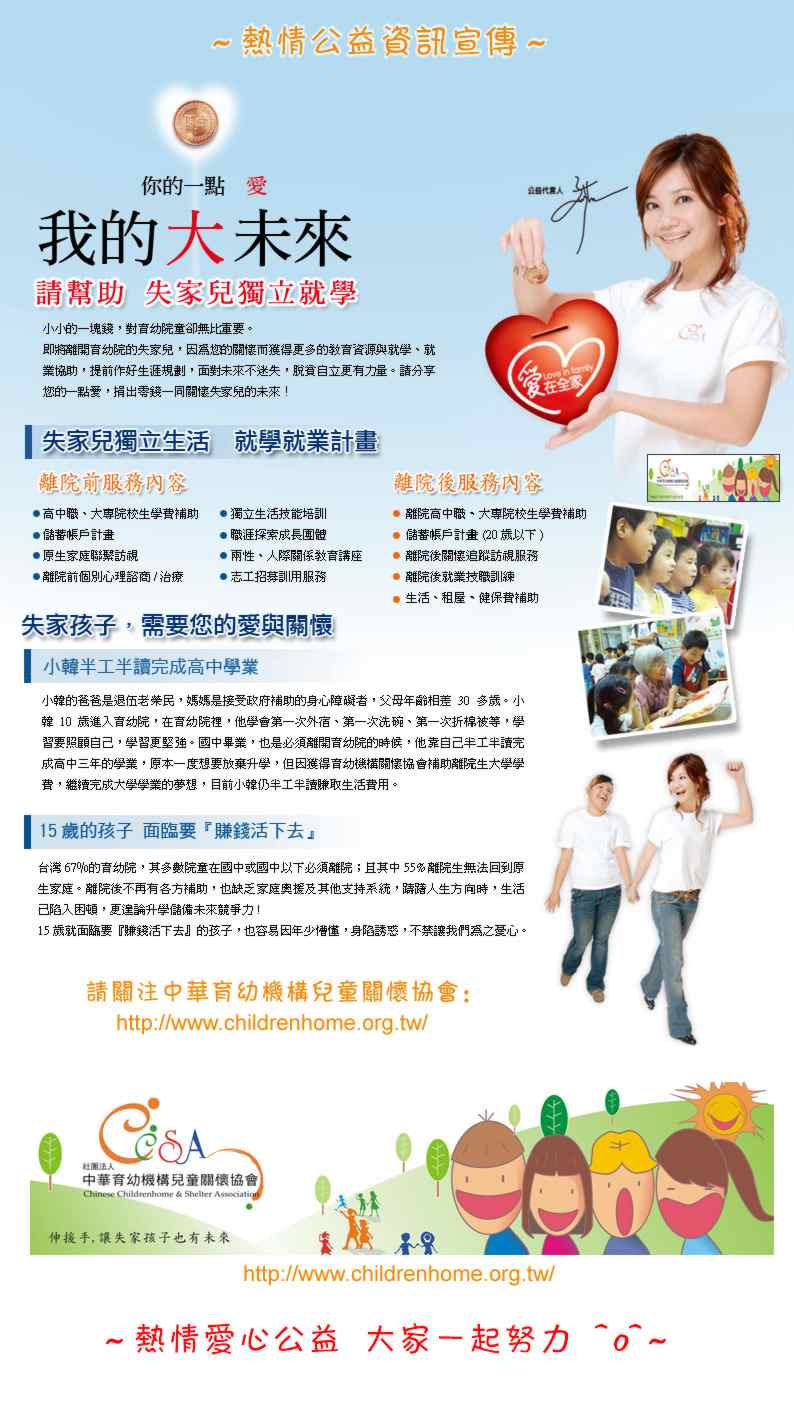 ~ 熱情公益資訊宣傳 ~
你的一點 愛
我的大未來
請幫助 失家兒獨立就學
公益代言人
小小的一塊錢，對育幼院童卻無比重要。
即將離開育幼院的失家兒，因為您的關懷而獲得更多的教育資源與就學、就
業協助，提前作好生涯規劃，面對未來不迷失，脫貧自立更有力量。請分享
您的一點愛，捐出零錢一同關懷失家兒的未來！
Love in family
愛在全家
失家兒獨立生活 就學就業計畫
離院前服務內容
●高中職、大專院校生學費補助
●儲蓄帳戶計畫
●原生家庭聯繫訪視
●離院前個別心理諮商/治療
●獨立生活技能培訓
●職涯探索成長團體
●兩性、人際關係教育講座
●志工招募訓用服務
離院後服務內容
● 離院高中職、大專院校生學費補助
● 儲蓄帳戶計畫 (20 歲以下)
● 離院後關懷追蹤訪視服務
● 離院後就業技職訓練
● 生活、租屋、健保費補助
失家孩子，需要您的愛與關懷
小韓半工半讀完成高中學業
小韓的爸爸是退伍老榮民，媽媽是接受政府補助的身心障礙者，父母年齡相差 30 多歲。小
韓 10 歲進入育幼院，在育幼院裡，他學會第一次外宿、第一次洗碗、第一次折棉被等，學
習要照顧自己，學習更堅強。國中畢業，也是必須離開育幼院的時候，他靠自己半工半讀完
成高中三年的學業，原本一度想要放棄升學，但因獲得育幼機構關懷協會補助離院生大學學
費，繼續完成大學學業的夢想，目前小韓仍半工半讀賺取生活費用。
15歲的孩子 面臨要『賺錢活下去』
台灣67%的育幼院，其多數院童在國中或國中以下必須離院；且其中55%離院生無法回到原
生家庭。離院後不再有各方補助，也缺乏家庭奧援及其他支持系統，躊躇人生方向時，生活
已陷入困頓，更遑論升學儲備未來競爭力！
15歲就面臨要『賺錢活下去』的孩子，也容易因年少懵懂，身陷誘惑，不禁讓我們為之憂心。
請關注中華育幼機構兒童關懷協會:
http://www.childrenhome.org.tw/
CCSA
社團法人
中華育幼機構兒童關懷協會
Chinese Childrenhome & Shelter Association
伸援手,讓失家孩子也有未來
http://www.childrenhome.org.tw/
~ 熱情愛心公益 大家一起努力 ^o^~